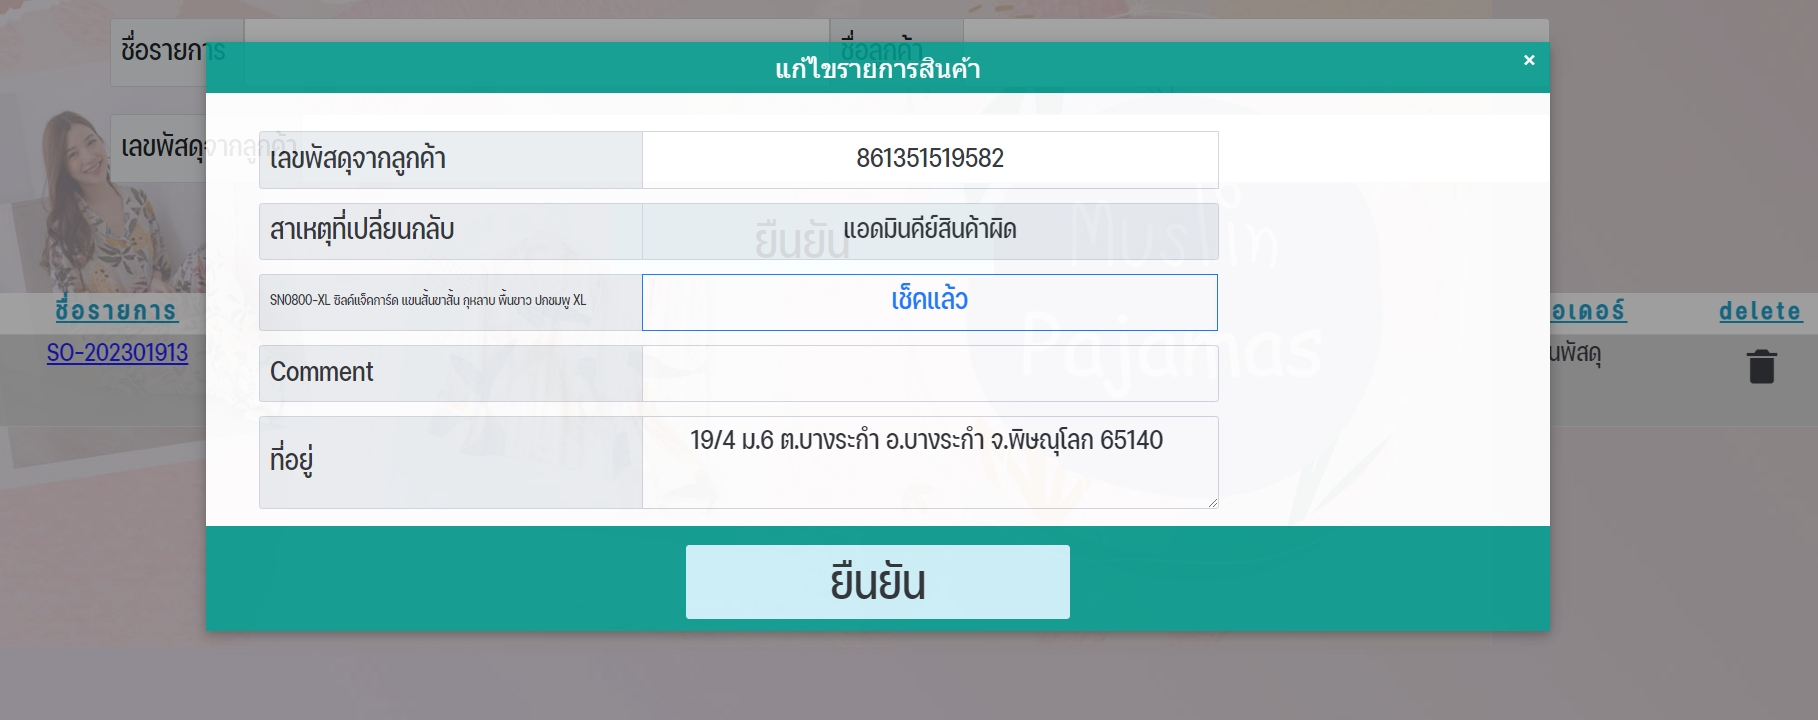 ชื่อรายการ
ชื่อลูกค้า
แก้ไขรายการสินค้า
×
เลขพัสดุจากลูกค้า
เลขพัสดุจากลูกค้า
861351519582
สาเหตุที่เปลี่ยนกลับ
ยืนยัน
แอดมินคีย์สินค้าผิด
Muslin
SN0800-XL ซิลค์แจ็คการ์ด แขนสั้นขาสั้น กุหลาบ พื้นขาว ปกชมพู XL
เช็คแล้ว
ชื่อรายการ
อเดอร์
delete
Pajamas
SO-202301913
นพัสดุ
Comment
ที่อยู่
19/4 ม.6 ต.บางระกำ อ.บางระกำ จ.พิษณุโลก 65140
ยืนยัน